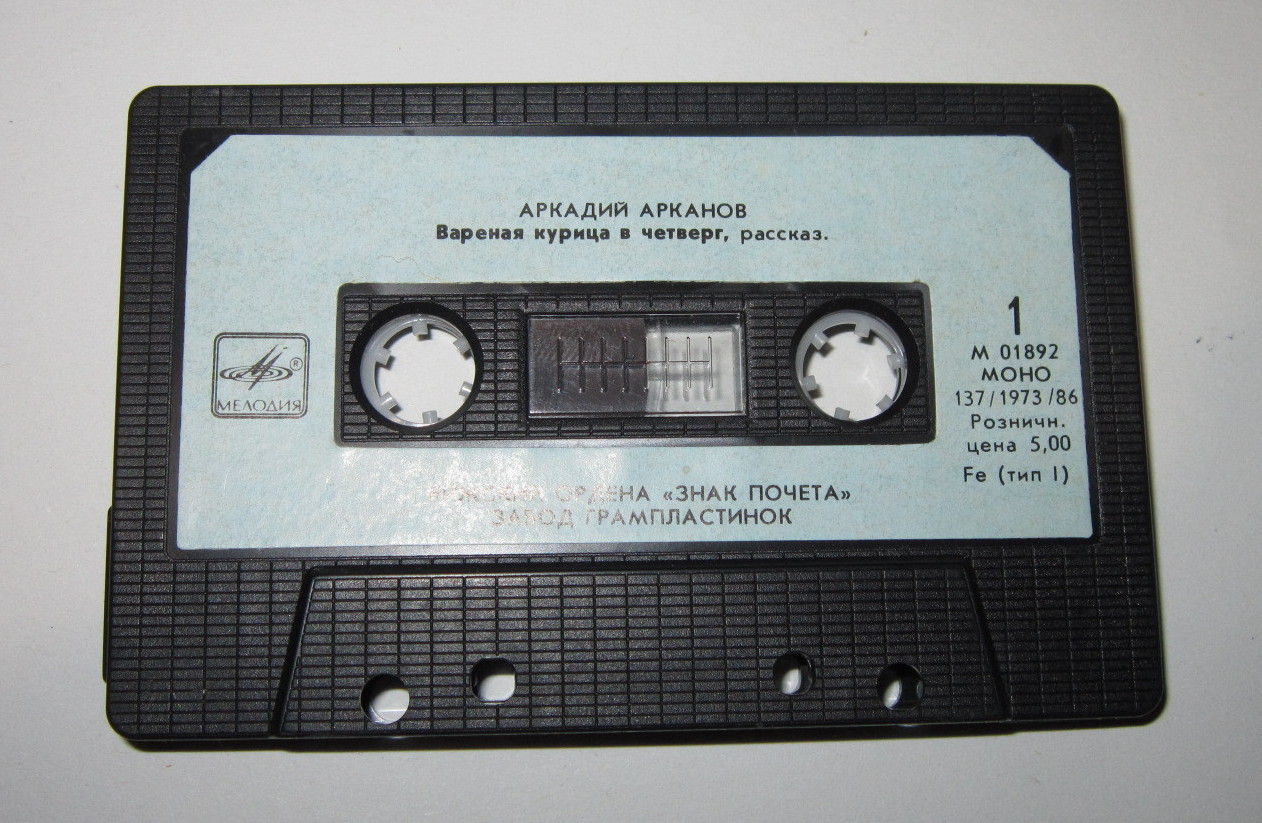 АРКАДИЙ АРКАНОВ
Вареная курица в четверг, рассказ.
МЕЛОДИЯ
®
1
М 01892
МОНО
137/1973/86
Розничн.
цена 5,00
Fe (тип I)
ОРДЕНА «ЗНАК ПОЧЕТА»
ЗАВОД ГРАМПЛАСТИНОК